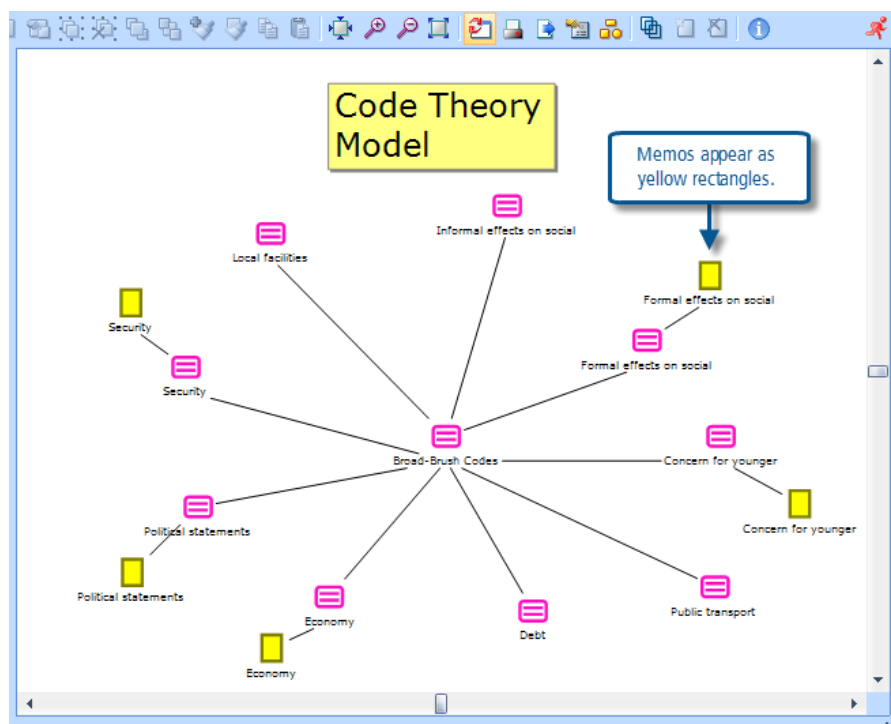 Code Theory
Model
Memos appear as
yellow rectangles.
Informal effects on social
Local facilities
Formal effects on social
Security
Formal effects on social
Security
Broad-Brush Codes
Concern for younger
Concern for younger
Political statements
Political statements
Economy
Public transport
Debt
Economy